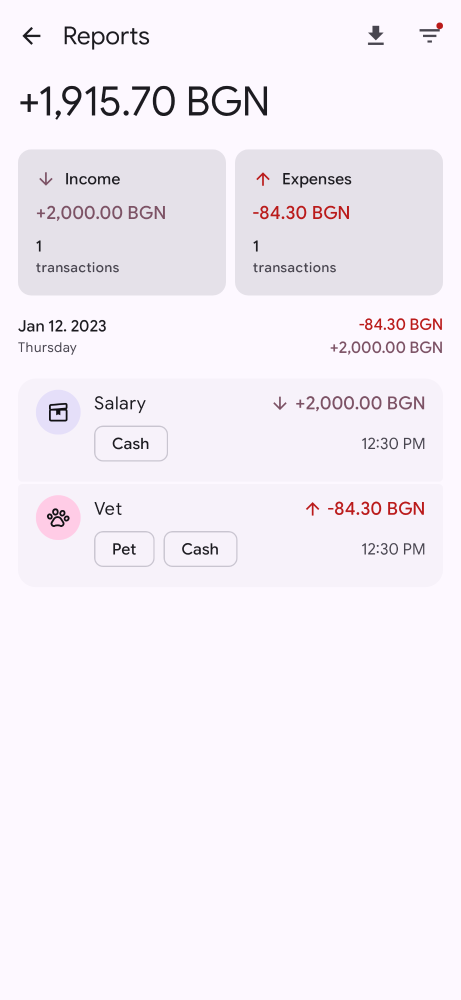 Reports
+1,915.70 BGN
Income
+2,000.00 BGN
1
transactions
Expenses
-84.30 BGN
1
transactions
Jan 12. 2023
-84.30 BGN
Thursday
+2,000.00 BGN
Salary
+2,000.00 BGN
Cash
12:30 PM
Vet
-84.30 BGN
Pet
Cash
12:30 PM